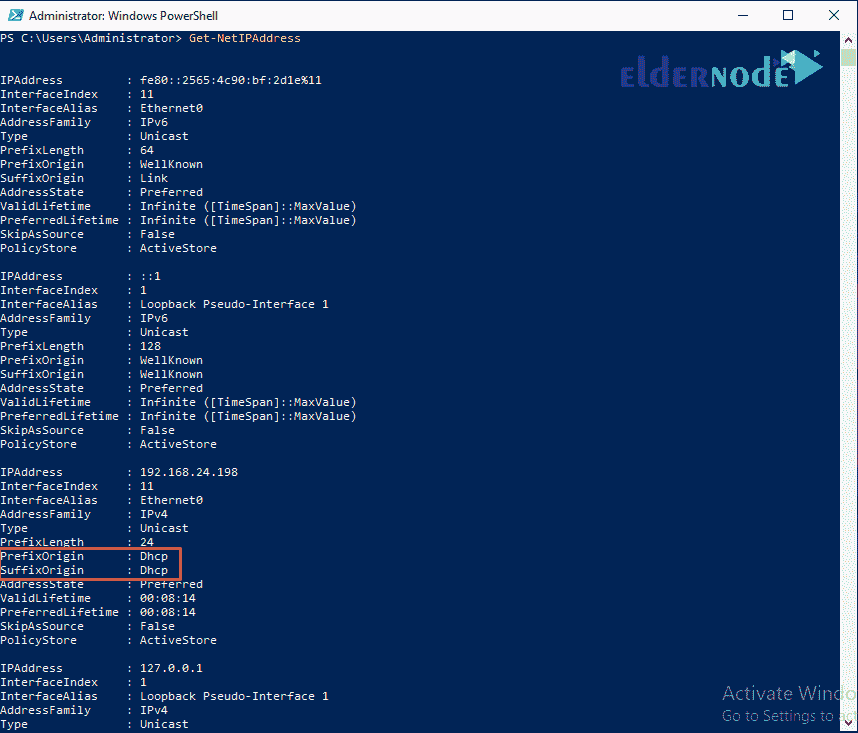 Administrator: Windows PowerShell
PS C:\Users\Administrator> Get-NetIPAddress
elderNODE
IPAddress         : fe80::2565:4c90:bf:2d1e%11
InterfaceIndex    : 11
InterfaceAlias    : Ethernet0
AddressFamily     : IPv6
Type              : Unicast
PrefixLength      : 64
PrefixOrigin      : WellKnown
SuffixOrigin      : Link
AddressState      : Preferred
ValidLifetime     : Infinite ([TimeSpan]::MaxValue)
PreferredLifetime : Infinite ([TimeSpan]::MaxValue)
SkipAsSource      : False
PolicyStore       : ActiveStore
IPAddress         : ::1
InterfaceIndex    : 1
InterfaceAlias    : Loopback Pseudo-Interface 1
AddressFamily     : IPv6
Type              : Unicast
PrefixLength      : 128
PrefixOrigin      : WellKnown
SuffixOrigin      : WellKnown
AddressState      : Preferred
ValidLifetime     : Infinite ([TimeSpan]::MaxValue)
PreferredLifetime : Infinite ([TimeSpan]::MaxValue)
SkipAsSource      : False
PolicyStore       : ActiveStore
IPAddress         : 192.168.24.198
InterfaceIndex    : 11
InterfaceAlias    : Ethernet0
AddressFamily     : IPv4
Type              : Unicast
PrefixLength      : 24
PrefixOrigin      : Dhcp
SuffixOrigin      : Dhcp
AddressState      : Preferred
ValidLifetime     : 00:08:14
PreferredLifetime : 00:08:14
SkipAsSource      : False
PolicyStore       : ActiveStore
IPAddress         : 127.0.0.1
InterfaceIndex    : 1
InterfaceAlias    : Loopback Pseudo-Interface 1
AddressFamily     : IPv4
Type              : Unicast
Activate Windo
Go to Settings to act